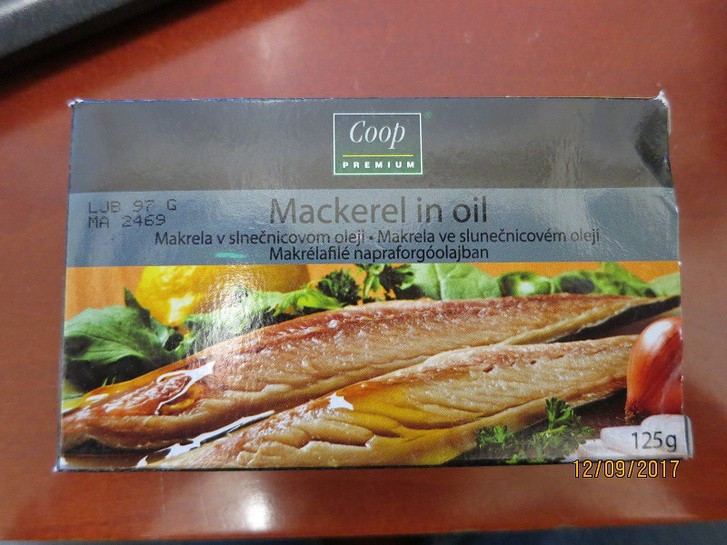 Coop
PREMIUM
LJB 97 G
MA 2469
Mackerel in oil
Makrela v slnečnicovom oleji • Makrela ve slunečnicovém oleji
Makrélafilé napraforgóolajban
125g
12/09/2017